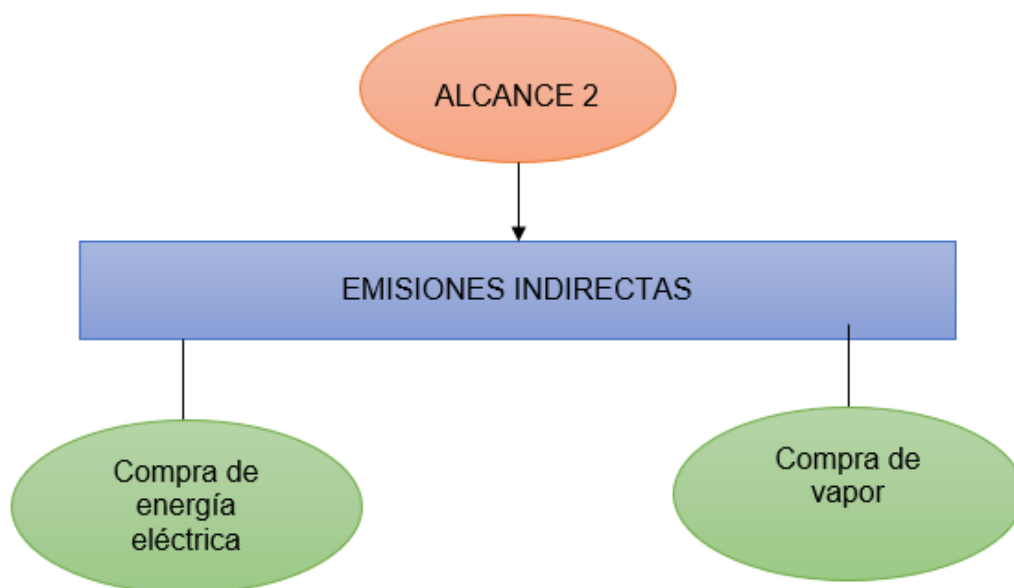 ALCANCE 2
EMISIONES INDIRECTAS
Compra de
energía
eléctrica
Compra de
vapor